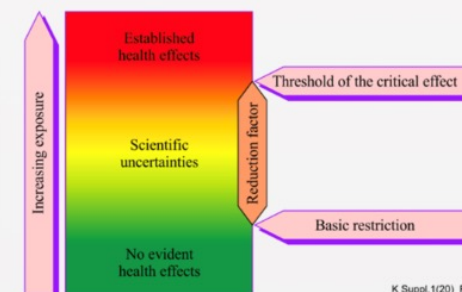 Increasing exposure
Established
health effects
Threshold of the critical effect
Reduction factor
Scientific
uncertainties
Basic restriction
No evident
health effects
K Suppl.1(20)